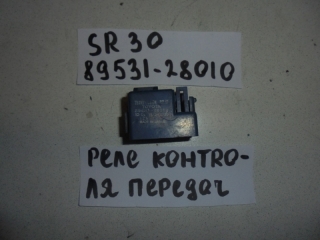 SR 30
89531-28010
РЕЛЕ КОНТРО-
ЛЯ ПЕРЕДАЧ